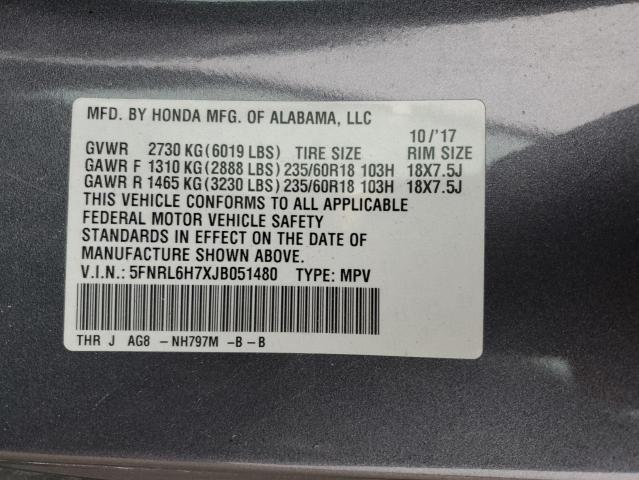 MFD. BY HONDA MFG. OF ALABAMA, LLC
10/'17
GVWR 2730 KG(6019 LBS) TIRE SIZE RIM SIZE
GAWR F 1310 KG(2888 LBS)235/60R18 103H 18X7.5J
GAWR R 1465 KG(3230 LBS)235/60R18 103H 18X7.5J
THIS VEHICLE CONFORMS TO ALL APPLICABLE
FEDERAL MOTOR VEHICLE SAFETY
STANDARDS IN EFFECT ON THE DATE OF
MANUFACTURE SHOWN ABOVE.
V.I.N.: 5FNRL6H7XJB051480 TYPE: MPV
THR J AG8 -NH797M -B-B